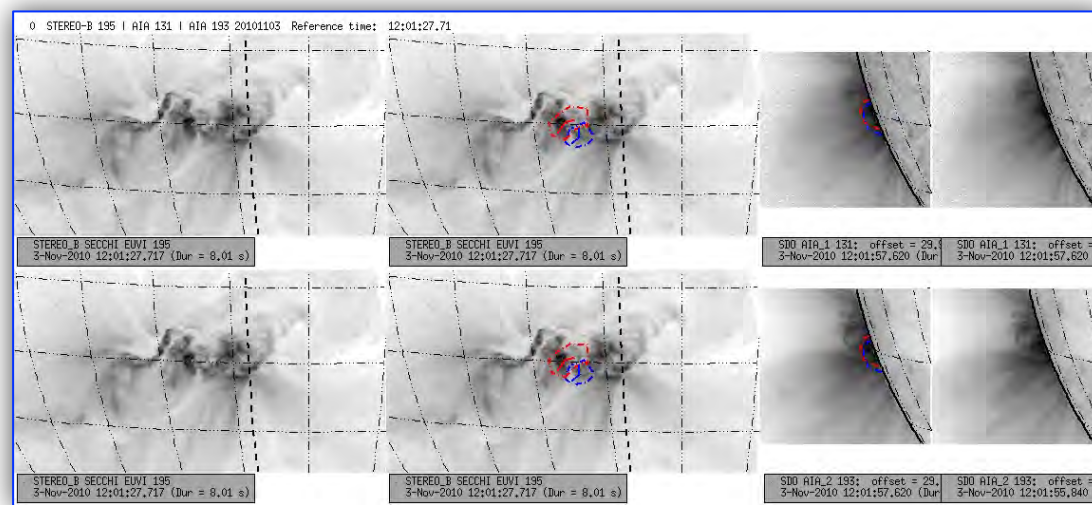 0 STEREO-B 195 | AIA 131 | AIA 193 20101103 Reference time: 12:01:27.71
STEREO_B SECCHI EUVI 195
3-Nov-2010 12:01:27.717 (Dur = 8.01 s)
STEREO_B SECCHI EUVI 195
3-Nov-2010 12:01:27.717 (Dur = 8.01 s)
SDO AIA_1 131: offset = 29.9
3-Nov-2010 12:01:57.620 (Dur
SDO AIA_1 131: offset =
3-Nov-2010 12:01:57.620
STEREO_B SECCHI EUVI 195
3-Nov-2010 12:01:27.717 (Dur = 8.01 s)
STEREO_B SECCHI EUVI 195
3-Nov-2010 12:01:27.717 (Dur = 8.01 s)
SDO AIA_2 193: offset = 29.
3-Nov-2010 12:01:57.620 (Dur
SDO AIA_2 193: offset =
3-Nov-2010 12:01:55.840